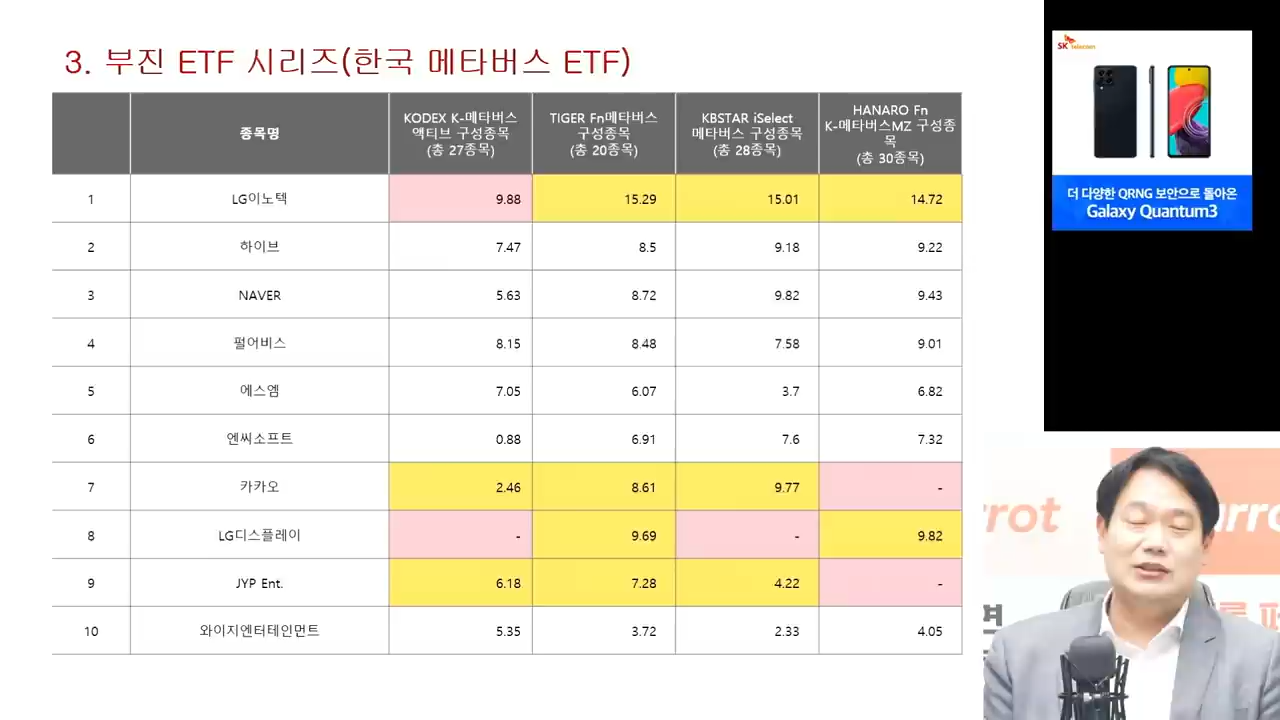 3. 부진 ETF 시리즈(한국 메타버스 ETF)
종목명
KODEX K-메타버스
액티브 구성종목
(총 27종목)
TIGER Fn메타버스
구성종목
(총 20종목)
KBSTAR iSelect
메타버스 구성종목
(총 28종목)
HANARO Fn
K-메타버스MZ 구성종
목
(총 30종목)
1 LG이노텍 9.88 15.29 15.01 14.72
2 하이브 7.47 8.5 9.18 9.22
3 NAVER 5.63 8.72 9.82 9.43
4 펄어비스 8.15 8.48 7.58 9.01
5 에스엠 7.05 6.07 3.7 6.82
6 엔씨소프트 0.88 6.91 7.6 7.32
7 카카오 2.46 8.61 9.77 -
8 LG디스플레이 - 9.69 - 9.82
9 JYP Ent. 6.18 7.28 4.22 -
10 와이지엔터테인먼트 5.35 3.72 2.33 4.05
SK telecom
더 다양한 QRNG 보안으로 돌아온
Galaxy Quantum3
rrot
arro